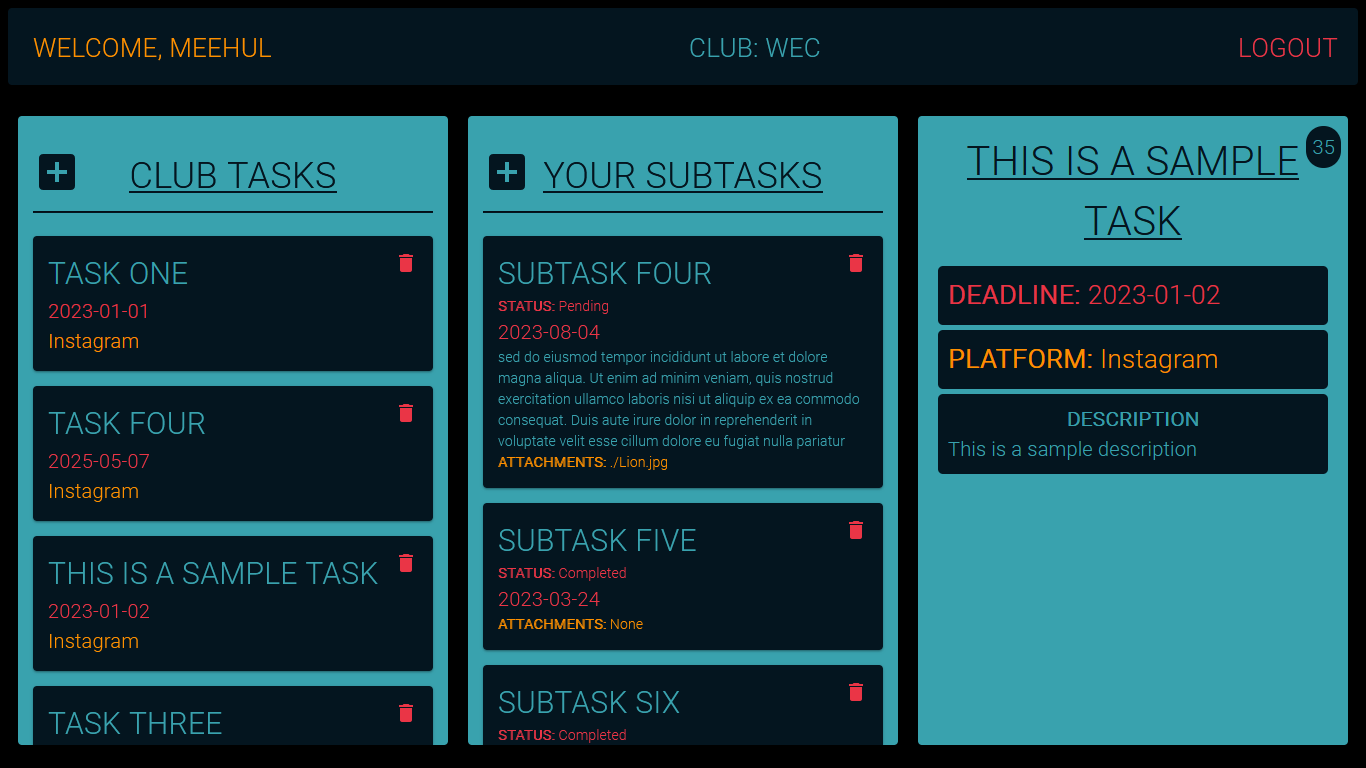 WELCOME, MEEHUL
CLUB: WEC
LOGOUT
CLUB TASKS
TASK ONE
2023-01-01
Instagram
TASK FOUR
2025-05-07
Instagram
THIS IS A SAMPLE TASK
2023-01-02
Instagram
TASK THREE
YOUR SUBTASKS
SUBTASK FOUR
STATUS: Pending
2023-08-04
sed do eiusmod tempor incididunt ut labore et dolore
magna aliqua. Ut enim ad minim veniam, quis nostrud
exercitation ullamco laboris nisi ut aliquip ex ea commodo
consequat. Duis aute irure dolor in reprehenderit in
voluptate velit esse cillum dolore eu fugiat nulla pariatur
ATTACHMENTS: ./Lion.jpg
SUBTASK FIVE
STATUS: Completed
2023-03-24
ATTACHMENTS: None
SUBTASK SIX
STATUS: Completed
35
THIS IS A SAMPLE
TASK
DEADLINE: 2023-01-02
PLATFORM: Instagram
DESCRIPTION
This is a sample description